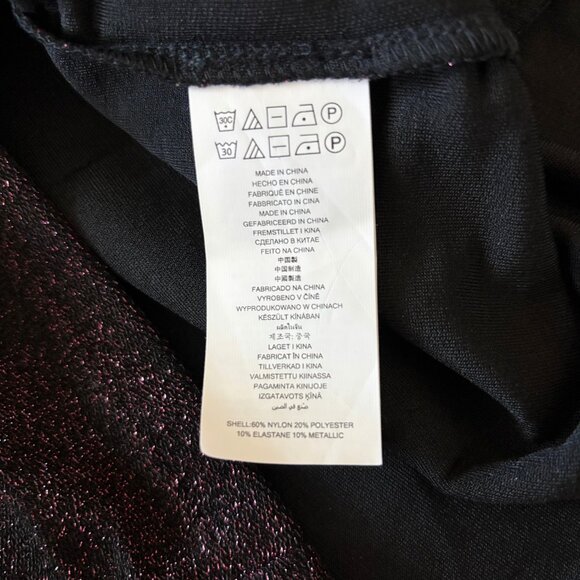 30C P
30 P
MADE IN CHINA
HECHO EN CHINA
FABRIQUÉ EN CHINE
FABBRICATO IN CINA
MADE IN CHINA
GEFABRICEERD IN CHINA
FREMSTILLET I KINA
СДЕЛАНО В КИТАЕ
FEITO NA CHINA
中国製
中国制造
中國製造
FABRICADO NA CHINA
VYROBENO V ČÍNĚ
WYPRODUKOWANO W CHINACH
KÉSZÜLT KÍNÁBAN
ผลิตในจีน
제조국: 중국
LAGET I KINA
FABRICAT ÎN CHINA
TILLVERKAD I KINA
VALMISTETTU KIINASSA
PAGAMINTA KINIJOJE
IZGATAVOTS ĶĪNĀ
صنع في الصين
SHELL:60% NYLON 20% POLYESTER
10% ELASTANE 10% METALLIC